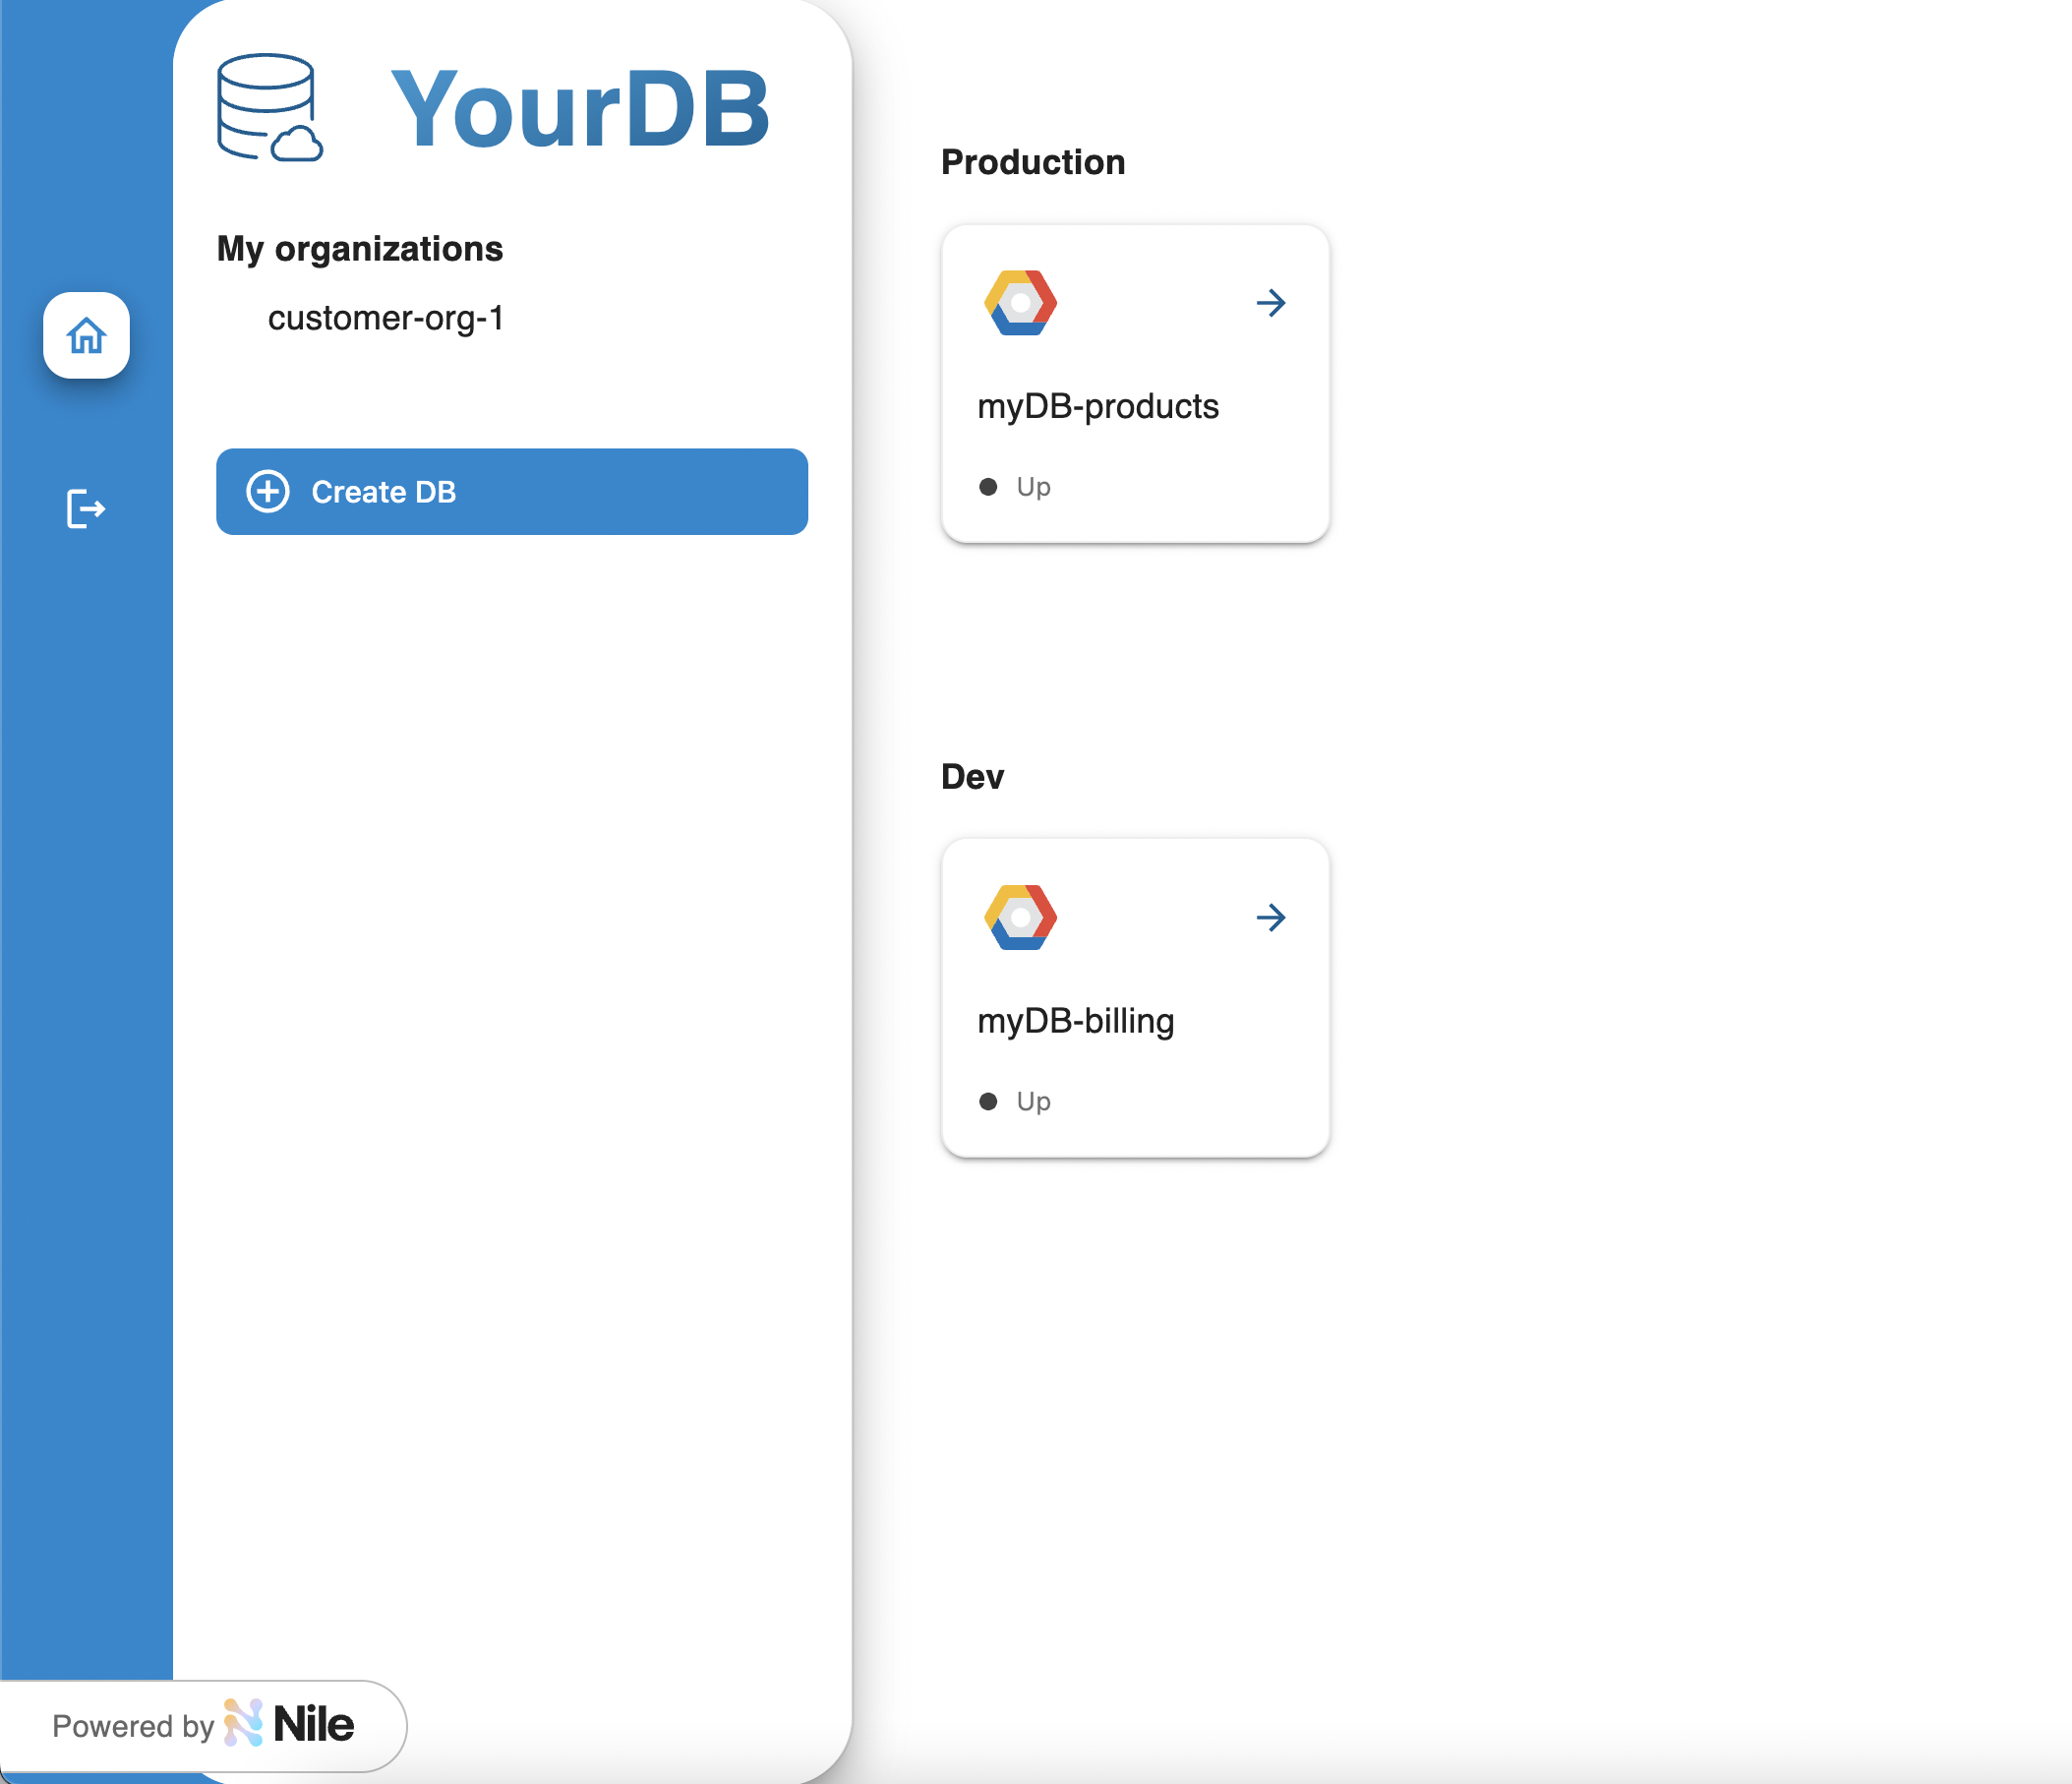 YourDB
My organizations
customer-org-1
Create DB
Powered by Nile
Production
myDB-products
Up
Dev
myDB-billing
Up